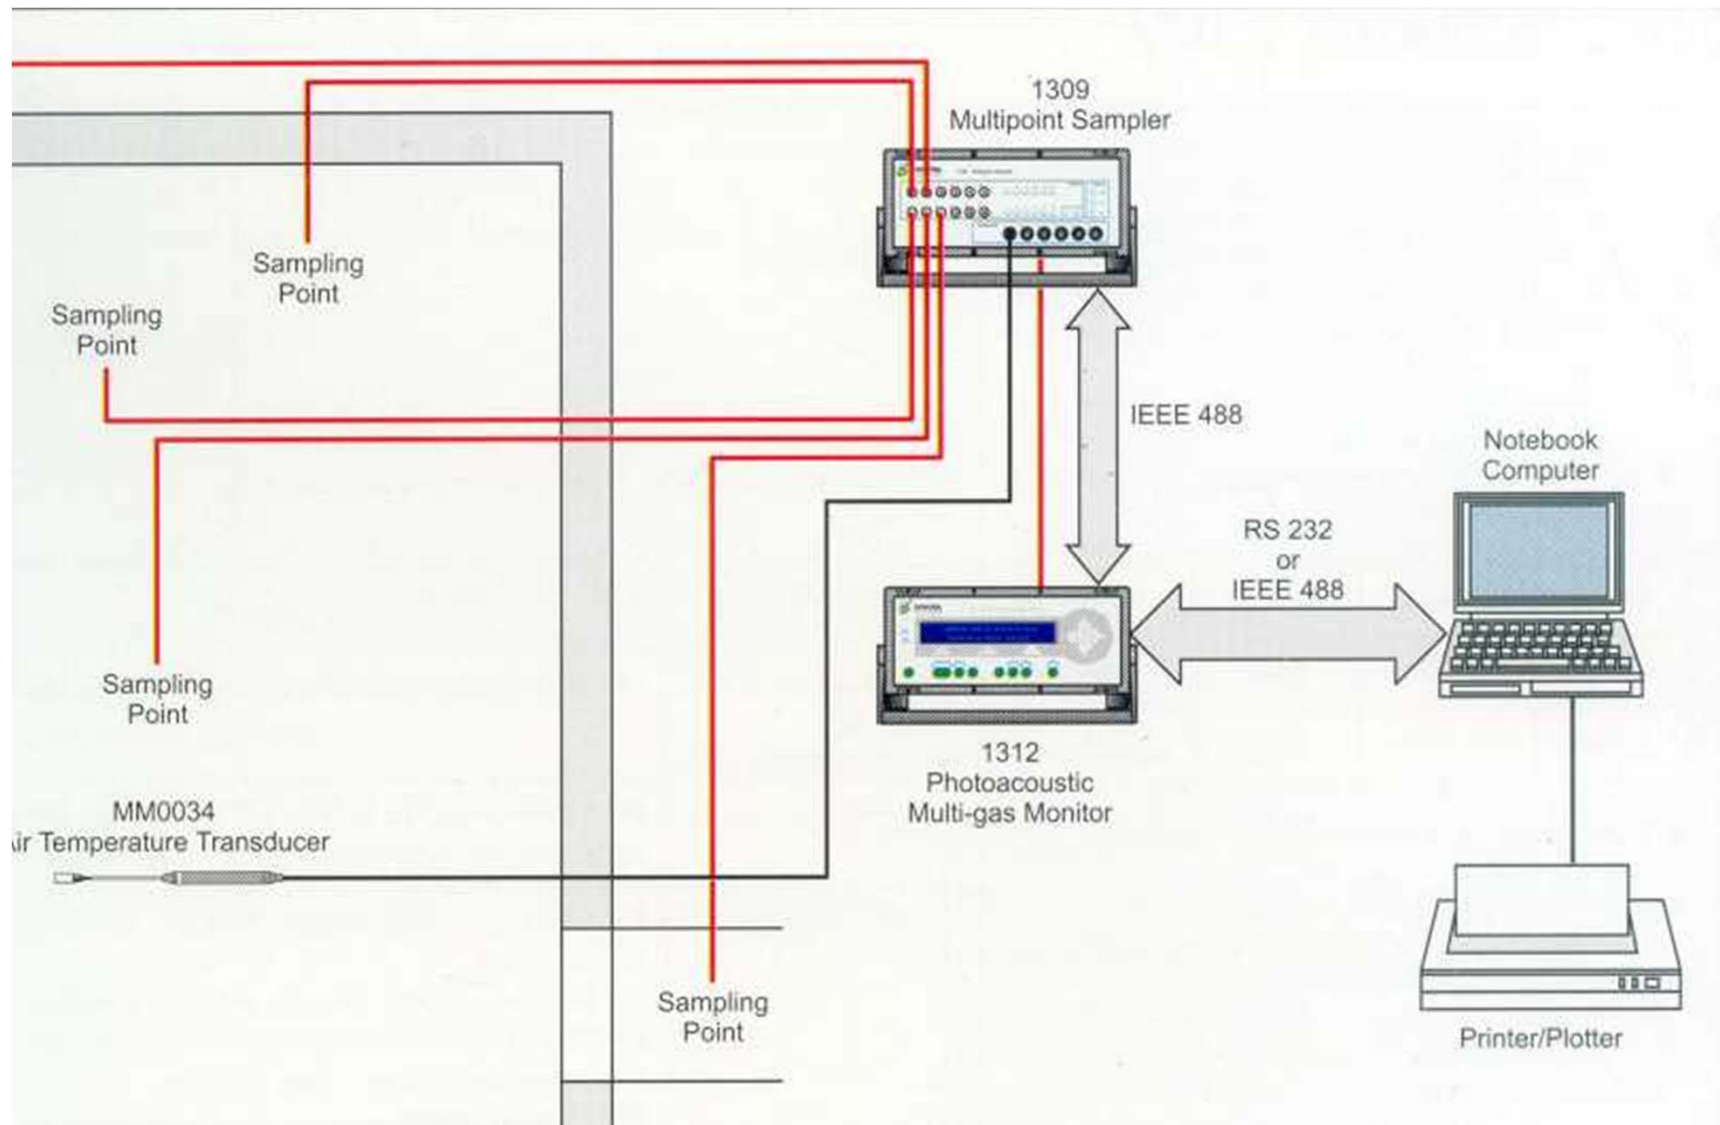 1309
Multipoint Sampler
Sampling
Point
Sampling
Point
IEEE 488
Notebook
Computer
RS 232
or
IEEE 488
Sampling
Point
1312
Photoacoustic
Multi-gas Monitor
MM0034
ir Temperature Transducer
Sampling
Point
Printer/Plotter